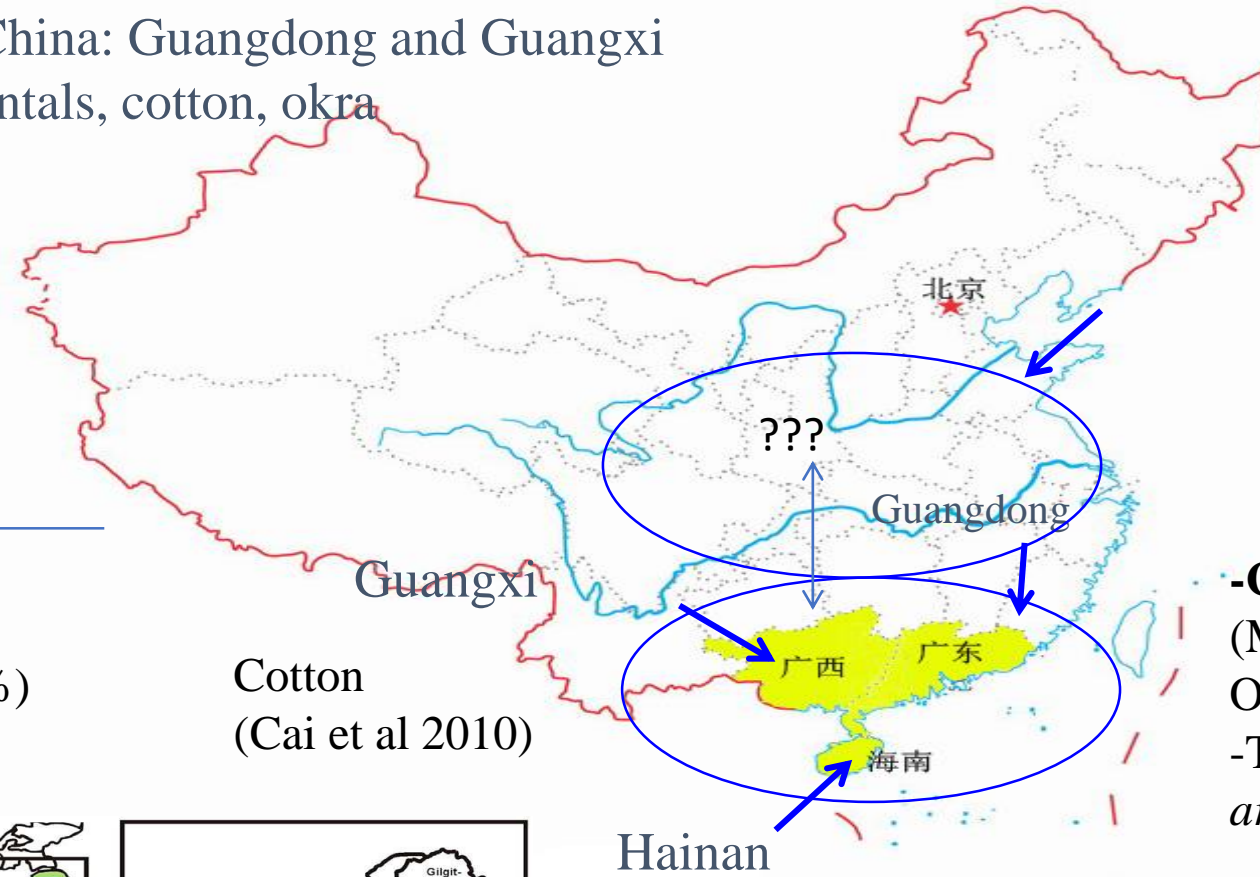 China: Guangdong and Guangxi
ntals, cotton, okra
北京
???
Guangdong
Guangxi
广西
广东
%)
Cotton
(Cai et al 2010)
海南
Hainan
Gilgit-
-T